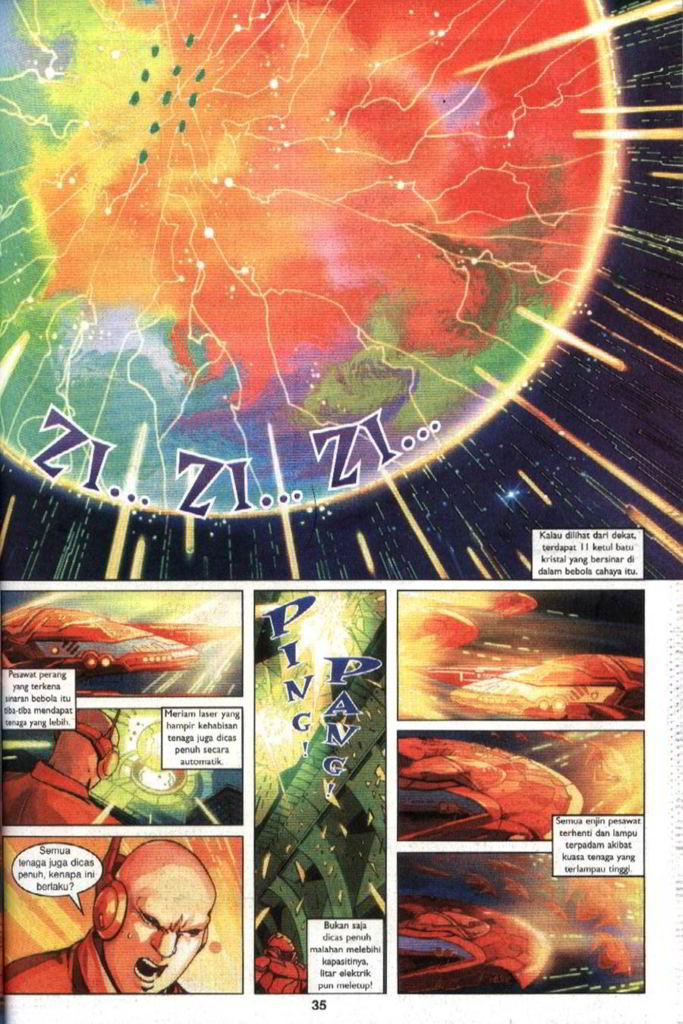 ZI... ZI... ZI...
Kalau dilihat dari dekat,
terdapat 11 ketul batu
kristal yang bersinar di
dalam bebola cahaya itu.
Pesawat perang
yang terkena
sinaran bebola itu
tiba-tiba mendapat
tenaga yang lebih.
Meriam laser yang
hampir kehabisan
tenaga juga dicas
penuh secara
automatik.
Semua
tenaga juga dicas
penuh, kenapa ini
berlaku?
PING!
PANG!
Bukan saja
dicas penuh
malahan melebihi
kapasitinya,
litar elektrik
pun meletup!
Semua enjin pesawat
terhenti dan lampu
terpadam akibat
kuasa tenaga yang
terlampau tinggi.
35